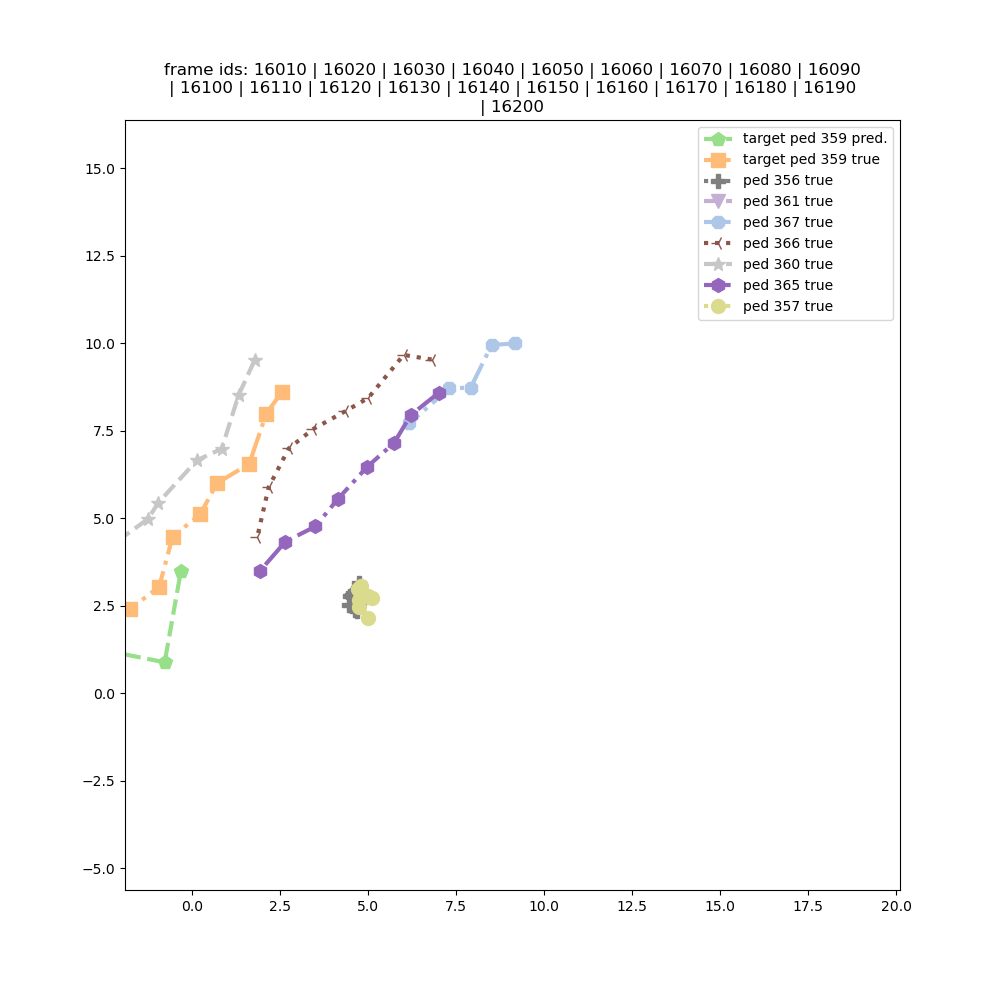 frame ids: 16010 | 16020 | 16030 | 16040 | 16050 | 16060 | 16070 | 16080 | 16090
| 16100 | 16110 | 16120 | 16130 | 16140 | 16150 | 16160 | 16170 | 16180 | 16190
| 16200
target ped 359 pred.
target ped 359 true
ped 356 true
ped 361 true
ped 367 true
ped 366 true
ped 360 true
ped 365 true
ped 357 true
15.0
12.5
10.0
7.5
5.0
2.5
0.0
−2.5
−5.0
0.0 2.5 5.0 7.5 10.0 12.5 15.0 17.5 20.0